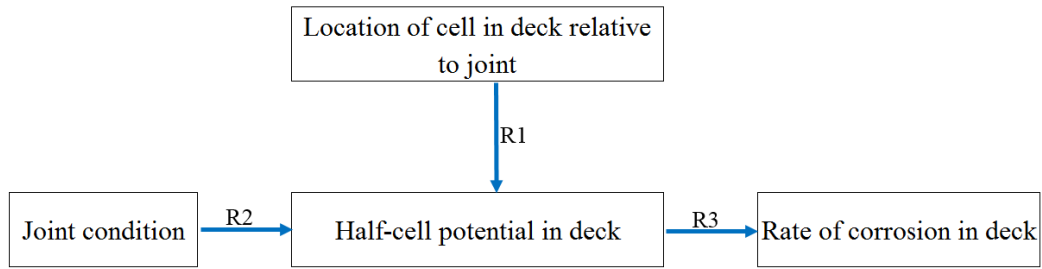 Location of cell in deck relative
to joint
R1
Joint condition
R2
Half-cell potential in deck
R3
Rate of corrosion in deck